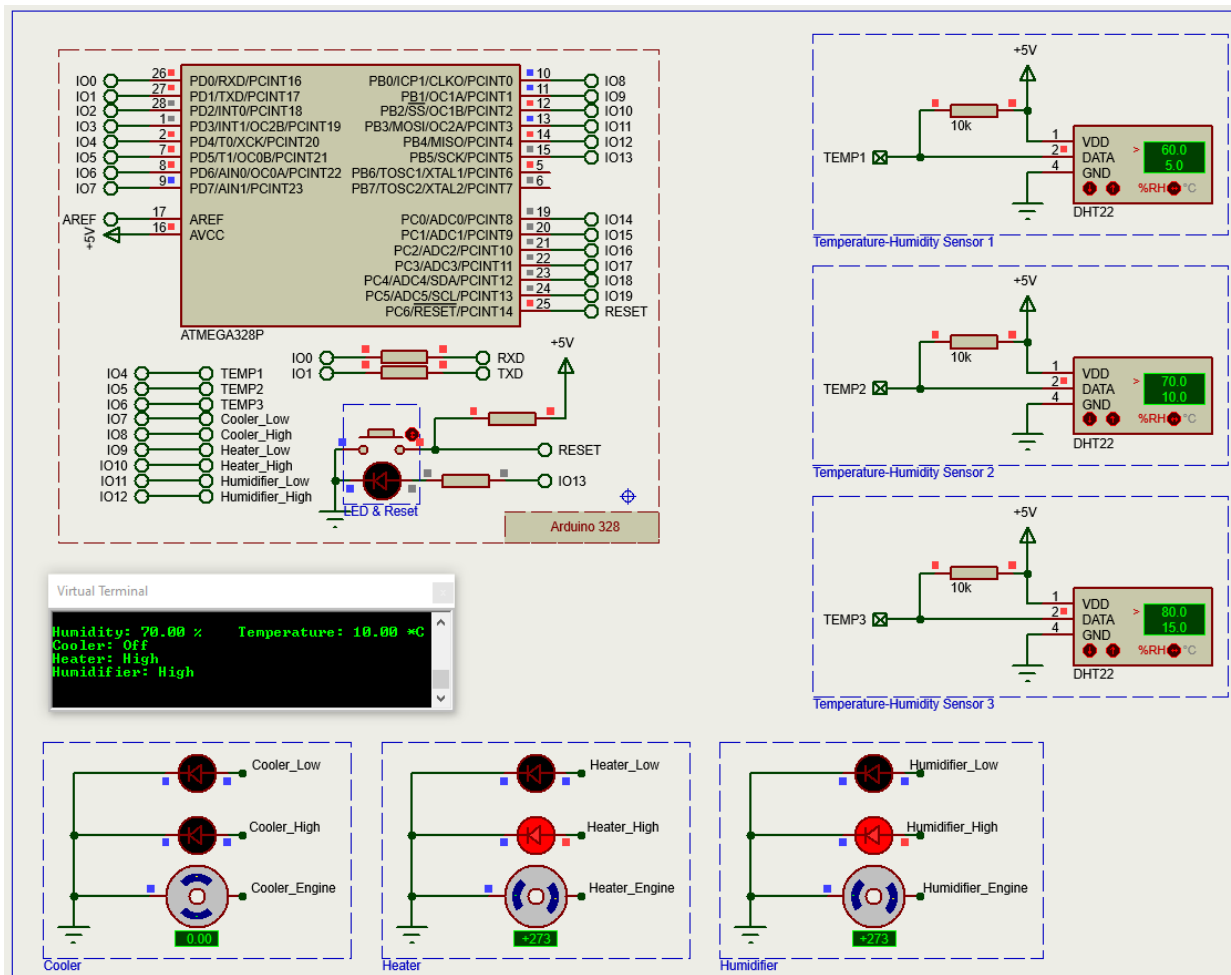 IO0 26 PD0/RXD/PCINT16 PB0/ICP1/CLKO/PCINT0 10 IO8
IO1 27 PD1/TXD/PCINT17 PB1/OC1A/PCINT1 11 IO9
IO2 28 PD2/INT0/PCINT18 PB2/SS/OC1B/PCINT2 12 IO10
IO3 1 PD3/INT1/OC2B/PCINT19 PB3/MOSI/OC2A/PCINT3 13 IO11
IO4 2 PD4/T0/XCK/PCINT20 PB4/MISO/PCINT4 14 IO12
IO5 7 PD5/T1/OC0B/PCINT21 PB5/SCK/PCINT5 15 IO13
IO6 8 PD6/AIN0/OC0A/PCINT22 PB6/TOSC1/XTAL1/PCINT6 5
IO7 9 PD7/AIN1/PCINT23 PB7/TOSC2/XTAL2/PCINT7 6
AREF 17 AREF PC0/ADC0/PCINT8 19 IO14
+5V 16 AVCC PC1/ADC1/PCINT9 20 IO15
PC2/ADC2/PCINT10 21 IO16
PC3/ADC3/PCINT11 22 IO17
PC4/ADC4/SDA/PCINT12 23 IO18
PC5/ADC5/SCL/PCINT13 24 IO19
PC6/RESET/PCINT14 25 RESET
ATMEGA328P
IO0 RXD
IO1 TXD
+5V
IO4 TEMP1
IO5 TEMP2
IO6 TEMP3
IO7 Cooler_Low
IO8 Cooler_High
IO9 Heater_Low
IO10 Heater_High
IO11 Humidifier_Low
IO12 Humidifier_High
RESET
IO13
LED & Reset
Arduino 328
+5V
10k
TEMP1
1 VDD
2 DATA
4 GND
> 60.0
5.0
%RH °C
DHT22
Temperature-Humidity Sensor 1
+5V
10k
TEMP2
1 VDD
2 DATA
4 GND
> 70.0
10.0
%RH °C
DHT22
Temperature-Humidity Sensor 2
+5V
10k
TEMP3
1 VDD
2 DATA
4 GND
> 80.0
15.0
%RH °C
DHT22
Temperature-Humidity Sensor 3
Virtual Terminal
Humidity: 70.00 % Temperature: 10.00 *C
Cooler: Off
Heater: High
Humidifier: High
Cooler_Low
Cooler_High
Cooler_Engine
0.00
Cooler
Heater_Low
Heater_High
Heater_Engine
+273
Heater
Humidifier_Low
Humidifier_High
Humidifier_Engine
+273
Humidifier